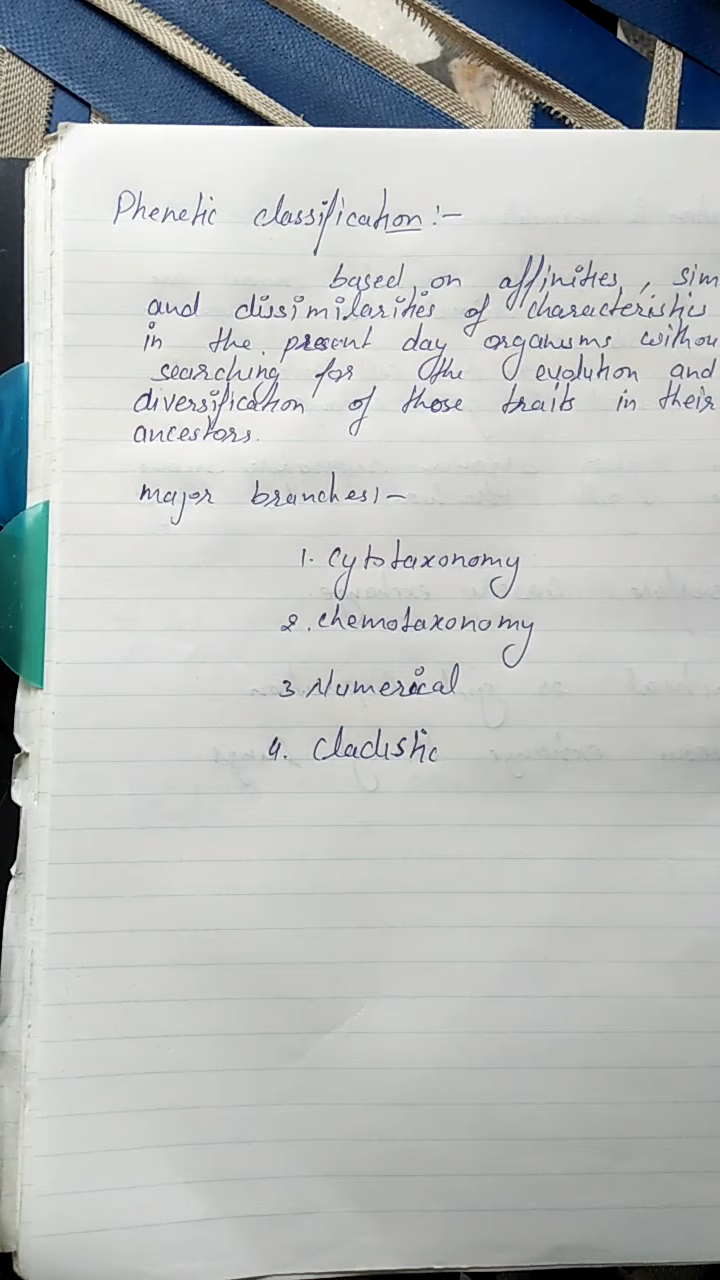 Phenetic classification :-
based on affinities, sim
and dissimilarities of characteristics
in the present day organisms withou
searching for the evolution and
diversification of those traits in their
ancestors.
major branches :-
1. Cytotaxonomy
2. chemotaxonomy
3. Numerical
4. Cladistic